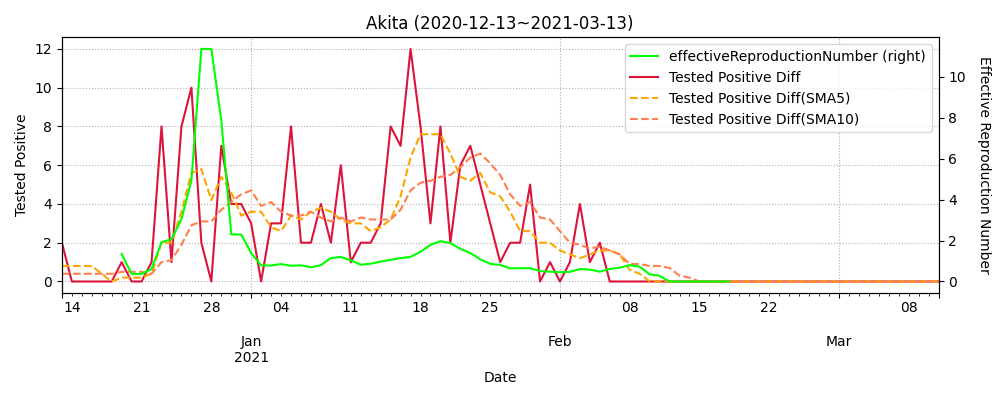 Akita (2020-12-13~2021-03-13)
effectiveReproductionNumber (right)
Tested Positive Diff
Tested Positive Diff(SMA5)
Tested Positive Diff(SMA10)
Tested Positive
12
10
8
6
4
2
0
10
8
6
4
2
0
Effective Reproduction Number
14 21 28 04 11 18 25 08 15 22 08
Jan Feb Mar
2021
Date